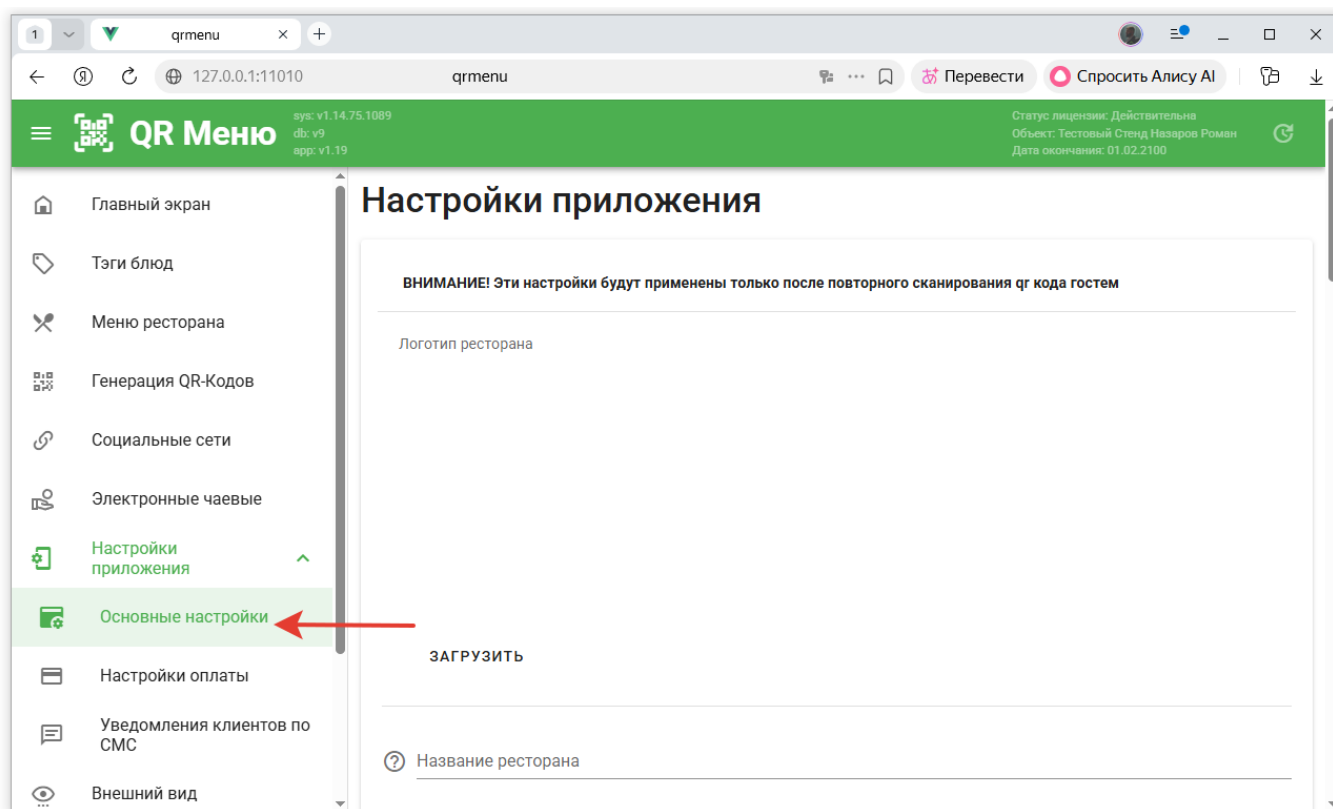 1
qrmenu
127.0.0.1:11010
qrmenu
Перевести
Спросить Алису AI
QR Меню
sys: v1.14.75.1089
db: v9
app: v1.19
Статус лицензии: Действительна
Объект: Тестовый Стенд Назаров Роман
Дата окончания: 01.02.2100
Главный экран
Тэги блюд
Меню ресторана
Генерация QR-Кодов
Социальные сети
Электронные чаевые
Настройки
приложения
Основные настройки
Настройки оплаты
Уведомления клиентов по
СМС
Внешний вид
Настройки приложения
ВНИМАНИЕ! Эти настройки будут применены только после повторного сканирования qr кода гостем
Логотип ресторана
ЗАГРУЗИТЬ
Название ресторана